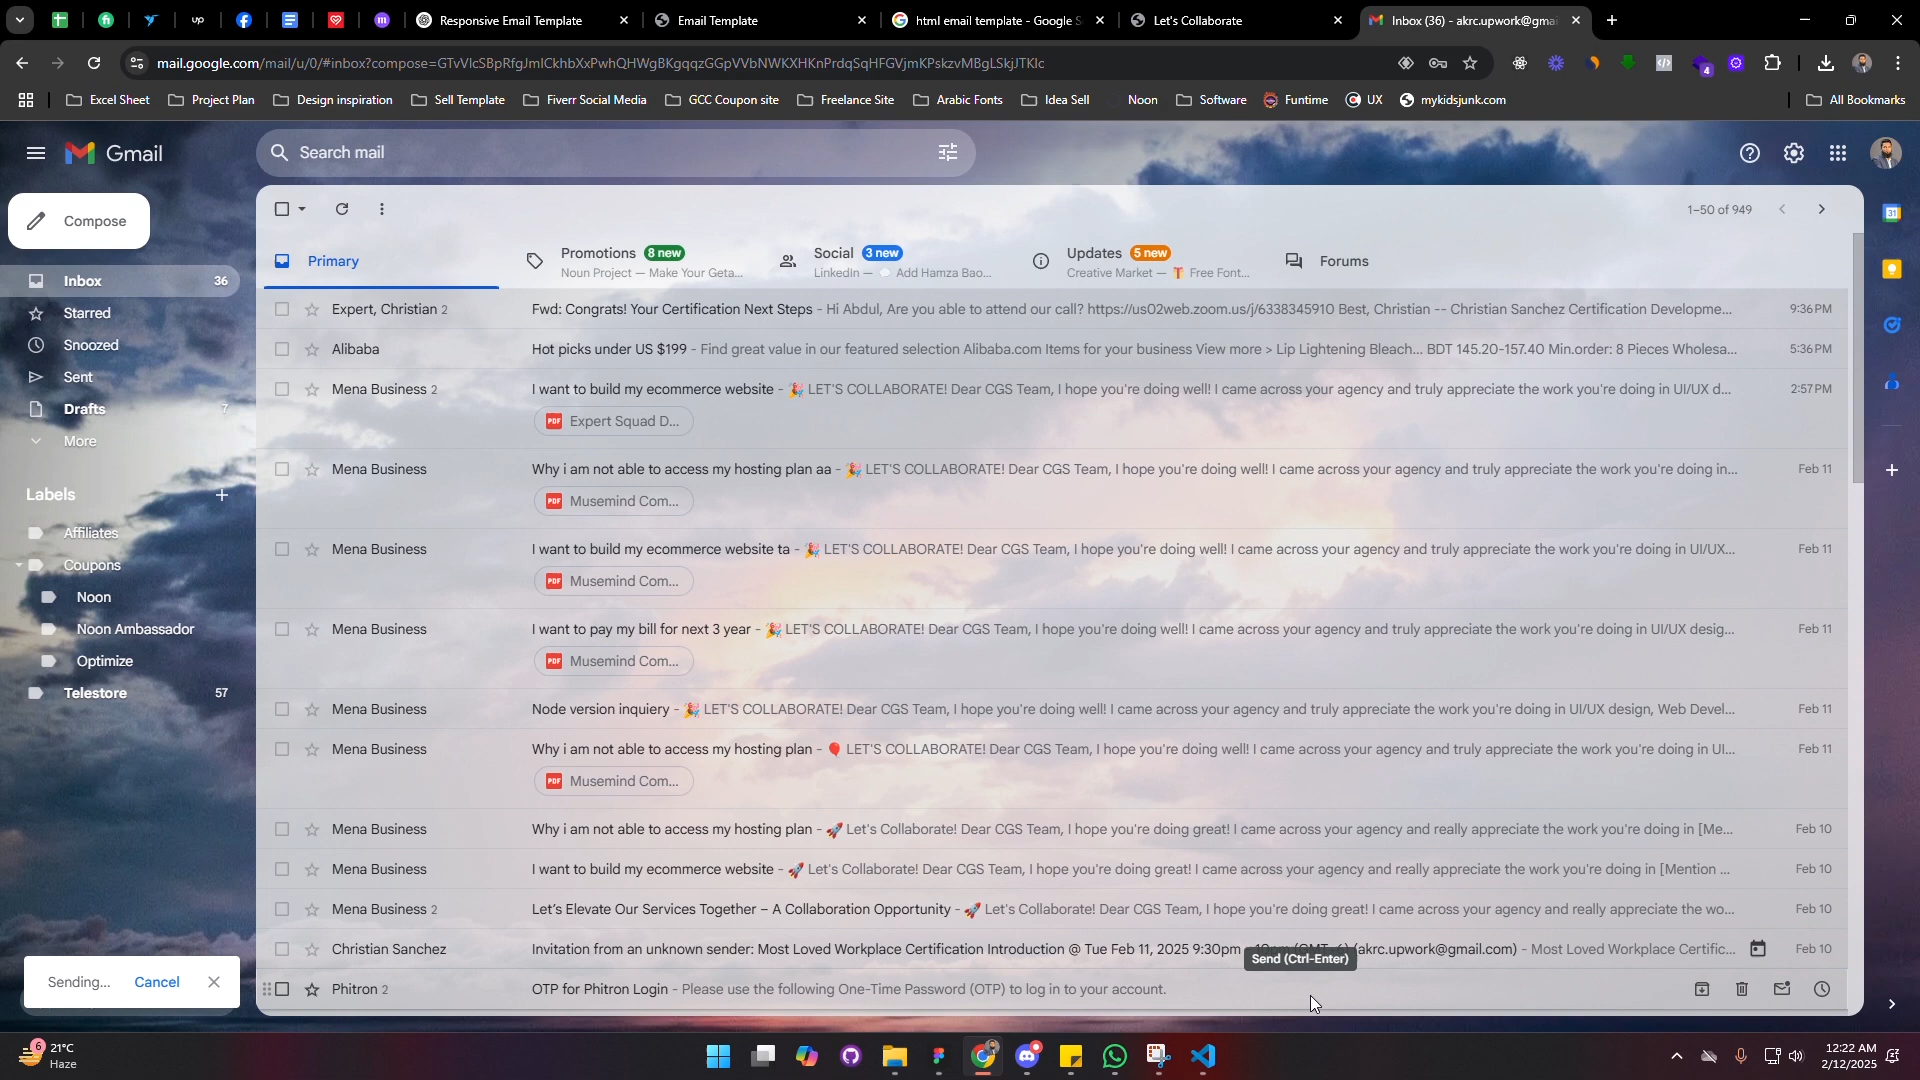 Responsive Email Template
Email Template
html email template - Google S
Let's Collaborate
Inbox (36) - akrc.upwork@gmai
mail.google.com/mail/u/0/#inbox?compose=GTvVlcSBpRfgJmlCkhbXxPwhQHWgBKgqqzGGpVVbNWKXHKnPrdqSqHFGVjmKPskzvMBgLSkjJTKlc
4
Excel Sheet
Project Plan
Design inspiration
Sell Template
Fiverr Social Media
GCC Coupon site
Freelance Site
Arabic Fonts
Idea Sell
Noon
Software
Funtime
UX
mykidsjunk.com
All Bookmarks
Gmail
Search mail
Compose
1–50 of 949
Primary
Promotions 8 new
Noun Project — Make Your Geta...
Social 3 new
LinkedIn — Add Hamza Bao...
Updates 5 new
Creative Market — 🎁 Free Font...
Forums
Inbox 36
Starred
Snoozed
Sent
Drafts 7
More
Labels
Affiliates
Coupons
Noon
Noon Ambassador
Optimize
Telestore 57
Expert, Christian 2 Fwd: Congrats! Your Certification Next Steps - Hi Abdul, Are you able to attend our call? https://us02web.zoom.us/j/6338345910 Best, Christian -- Christian Sanchez Certification Developme... 9:36 PM
Alibaba Hot picks under US $199 - Find great value in our featured selection Alibaba.com Items for your business View more > Lip Lightening Bleach... BDT 145.20-157.40 Min.order: 8 Pieces Wholesa... 5:36 PM
Mena Business 2 I want to build my ecommerce website - 🎉 LET'S COLLABORATE! Dear CGS Team, I hope you're doing well! I came across your agency and truly appreciate the work you're doing in UI/UX d... 2:57 PM
PDF Expert Squad D...
Mena Business Why i am not able to access my hosting plan aa - 🎉 LET'S COLLABORATE! Dear CGS Team, I hope you're doing well! I came across your agency and truly appreciate the work you're doing in... Feb 11
PDF Musemind Com...
Mena Business I want to build my ecommerce website ta - 🎉 LET'S COLLABORATE! Dear CGS Team, I hope you're doing well! I came across your agency and truly appreciate the work you're doing in UI/UX... Feb 11
PDF Musemind Com...
Mena Business I want to pay my bill for next 3 year - 🎉 LET'S COLLABORATE! Dear CGS Team, I hope you're doing well! I came across your agency and truly appreciate the work you're doing in UI/UX desig... Feb 11
PDF Musemind Com...
Mena Business Node version inquiery - 🎉 LET'S COLLABORATE! Dear CGS Team, I hope you're doing well! I came across your agency and truly appreciate the work you're doing in UI/UX design, Web Devel... Feb 11
Mena Business Why i am not able to access my hosting plan - 🎈 LET'S COLLABORATE! Dear CGS Team, I hope you're doing well! I came across your agency and truly appreciate the work you're doing in UI... Feb 11
PDF Musemind Com...
Mena Business Why i am not able to access my hosting plan - 🚀 Let's Collaborate! Dear CGS Team, I hope you're doing great! I came across your agency and really appreciate the work you're doing in [Me... Feb 10
Mena Business I want to build my ecommerce website - 🚀 Let's Collaborate! Dear CGS Team, I hope you're doing great! I came across your agency and really appreciate the work you're doing in [Mention ... Feb 10
Mena Business 2 Let's Elevate Our Services Together – A Collaboration Opportunity - 🚀 Let's Collaborate! Dear CGS Team, I hope you're doing great! I came across your agency and really appreciate the wo... Feb 10
Christian Sanchez Invitation from an unknown sender: Most Loved Workplace Certification Introduction @ Tue Feb 11, 2025 9:30pm (akrc.upwork@gmail.com) - Most Loved Workplace Certific... Feb 10
Send (Ctrl-Enter)
Phitron 2 OTP for Phitron Login - Please use the following One-Time Password (OTP) to log in to your account.
Sending... Cancel
6
21°C
Haze
12:22 AM
2/12/2025